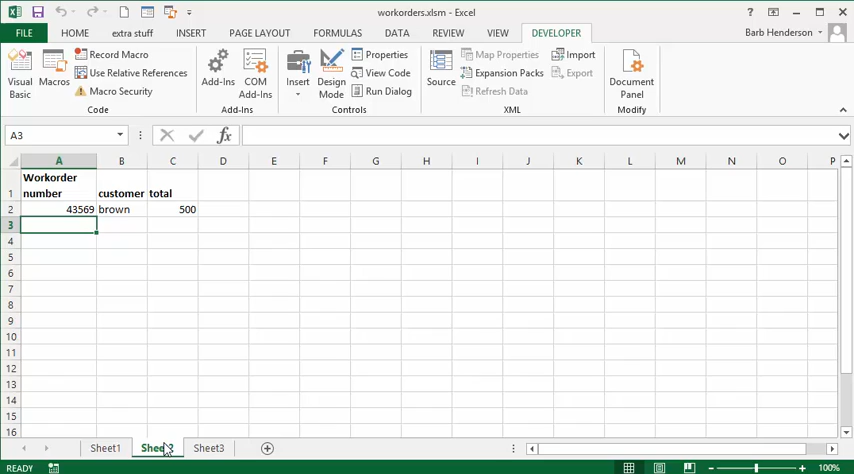 workorders.xlsm - Excel
?
FILE HOME extra stuff INSERT PAGE LAYOUT FORMULAS DATA REVIEW VIEW DEVELOPER Barb Henderson
Visual Basic
Macros
Record Macro
Use Relative References
Macro Security
Code
Add-Ins
COM Add-Ins
Add-Ins
Insert
Design Mode
Properties
View Code
Run Dialog
Controls
Source
Map Properties
Expansion Packs
Refresh Data
Import
Export
XML
Document Panel
Modify
A3 fx
A B C D E F G H I J K L M N O P
Workorder
1 number customer total
2 43569 brown 500
3
4
5
6
7
8
9
10
11
12
13
14
15
16
Sheet1 Sheet3
READY 100%